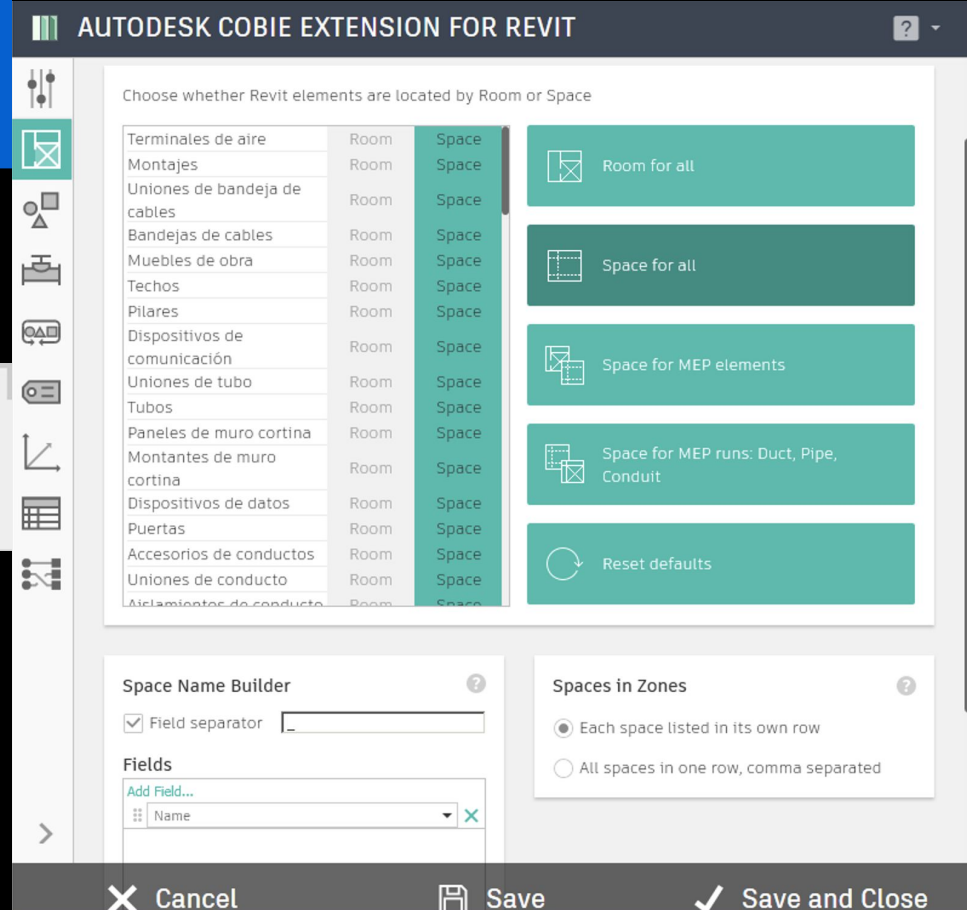 AUTODESK COBIE EXTENSION FOR REVIT
?
Choose whether Revit elements are located by Room or Space
Terminales de aire Room Space
Montajes Room Space
Uniones de bandeja de
cables Room Space
Bandejas de cables Room Space
Muebles de obra Room Space
Techos Room Space
Pilares Room Space
Dispositivos de
comunicación Room Space
Uniones de tubo Room Space
Tubos Room Space
Paneles de muro cortina Room Space
Montantes de muro
cortina Room Space
Dispositivos de datos Room Space
Puertas Room Space
Accesorios de conductos Room Space
Uniones de conducto Room Space
Aislamientos de conducto Room Space
Room for all
Space for all
Space for MEP elements
Space for MEP runs: Duct, Pipe,
Conduit
Reset defaults
Space Name Builder ?
Field separator _
Fields
Add Field...
Name
Spaces in Zones ?
Each space listed in its own row
All spaces in one row, comma separated
Cancel Save Save and Close